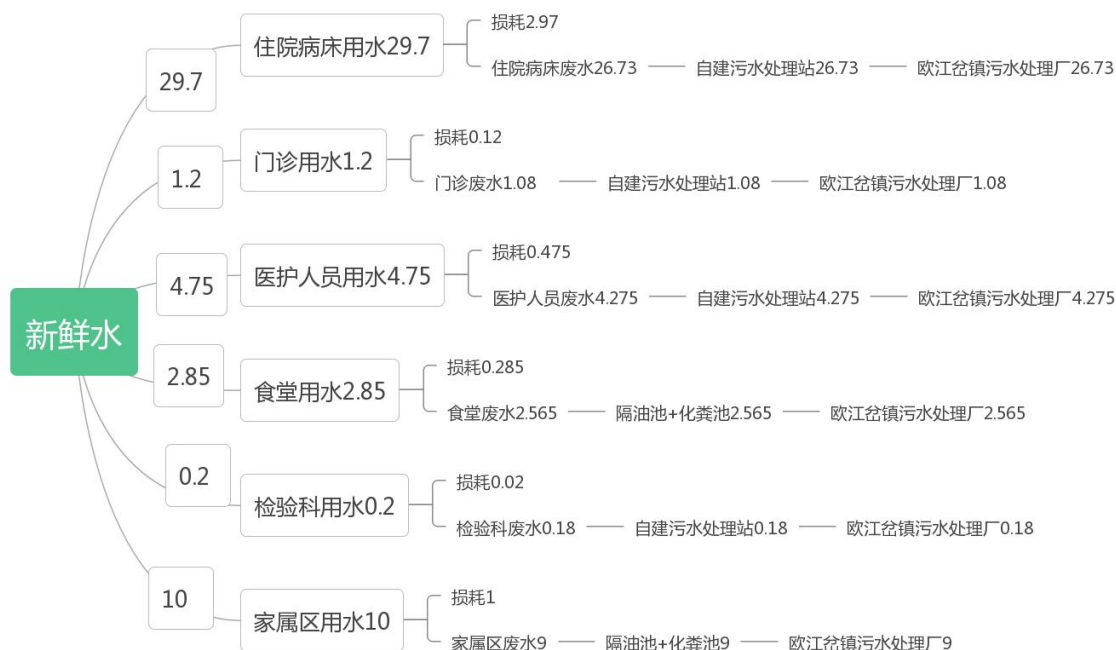 新鲜水
29.7
住院病床用水29.7
损耗2.97
住院病床废水26.73
自建污水处理站26.73
欧江岔镇污水处理厂26.73
1.2
门诊用水1.2
损耗0.12
门诊废水1.08
自建污水处理站1.08
欧江岔镇污水处理厂1.08
4.75
医护人员用水4.75
损耗0.475
医护人员废水4.275
自建污水处理站4.275
欧江岔镇污水处理厂4.275
2.85
食堂用水2.85
损耗0.285
食堂废水2.565
隔油池+化粪池2.565
欧江岔镇污水处理厂2.565
0.2
检验科用水0.2
损耗0.02
检验科废水0.18
自建污水处理站0.18
欧江岔镇污水处理厂0.18
10
家属区用水10
损耗1
家属区废水9
隔油池+化粪池9
欧江岔镇污水处理厂9